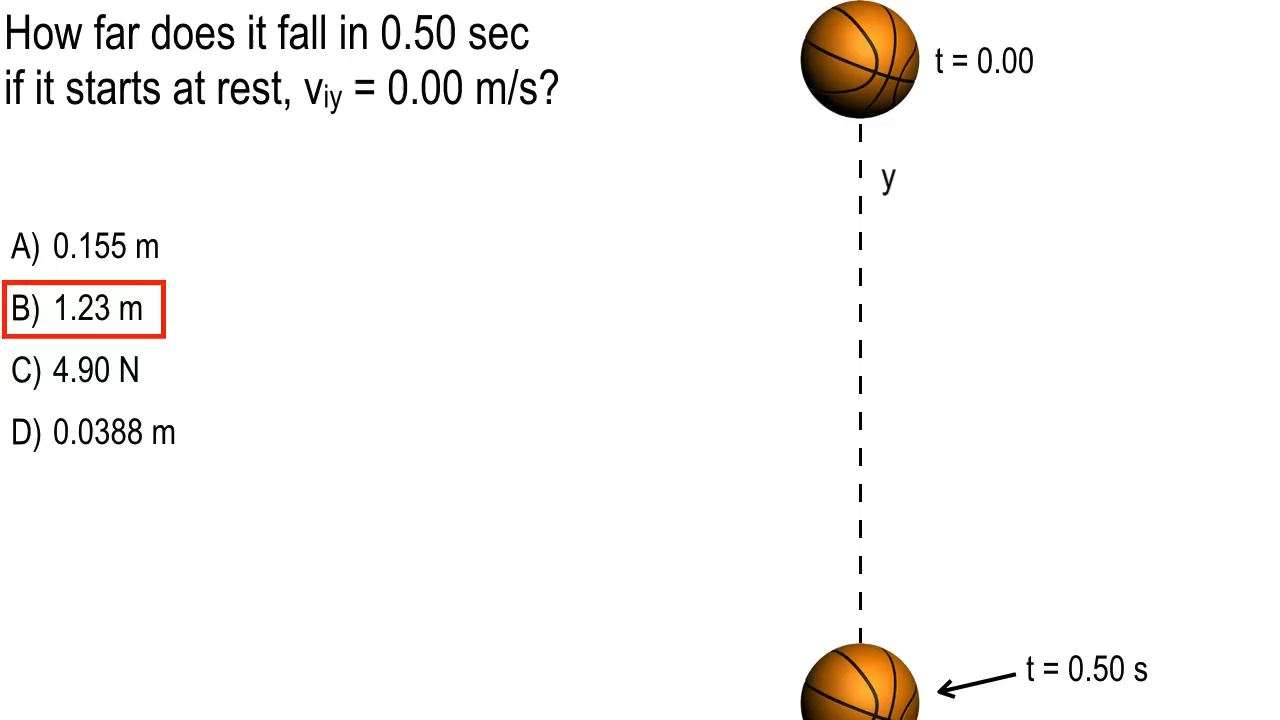 How far does it fall in 0.50 sec
if it starts at rest, viy = 0.00 m/s?
A) 0.155 m
B) 1.23 m
C) 4.90 N
D) 0.0388 m
t = 0.00
y
t = 0.50 s